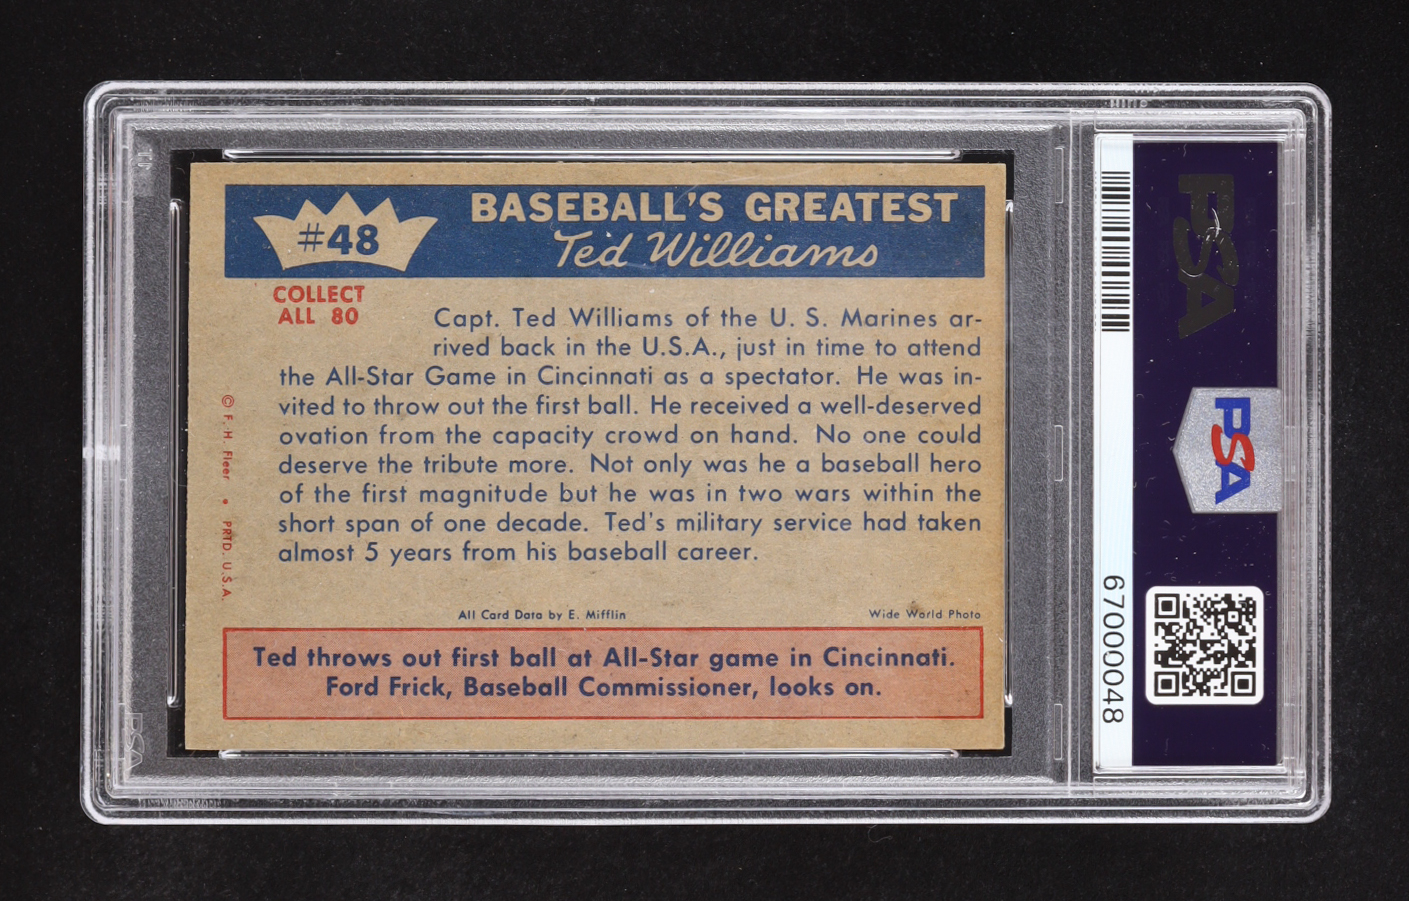 #48
BASEBALL'S GREATEST
Ted Williams
COLLECT
ALL 80
Capt. Ted Williams of the U. S. Marines ar-
rived back in the U.S.A., just in time to attend
the All-Star Game in Cincinnati as a spectator. He was in-
vited to throw out the first ball. He received a well-deserved
ovation from the capacity crowd on hand. No one could
deserve the tribute more. Not only was he a baseball hero
of the first magnitude but he was in two wars within the
short span of one decade. Ted's military service had taken
almost 5 years from his baseball career.
© F. H. Fleer • PRTD. U.S.A.
All Card Data by E. Mifflin
Wide World Photo
Ted throws out first ball at All-Star game in Cincinnati.
Ford Frick, Baseball Commissioner, looks on.
PSA
PSA
67000048
PSA